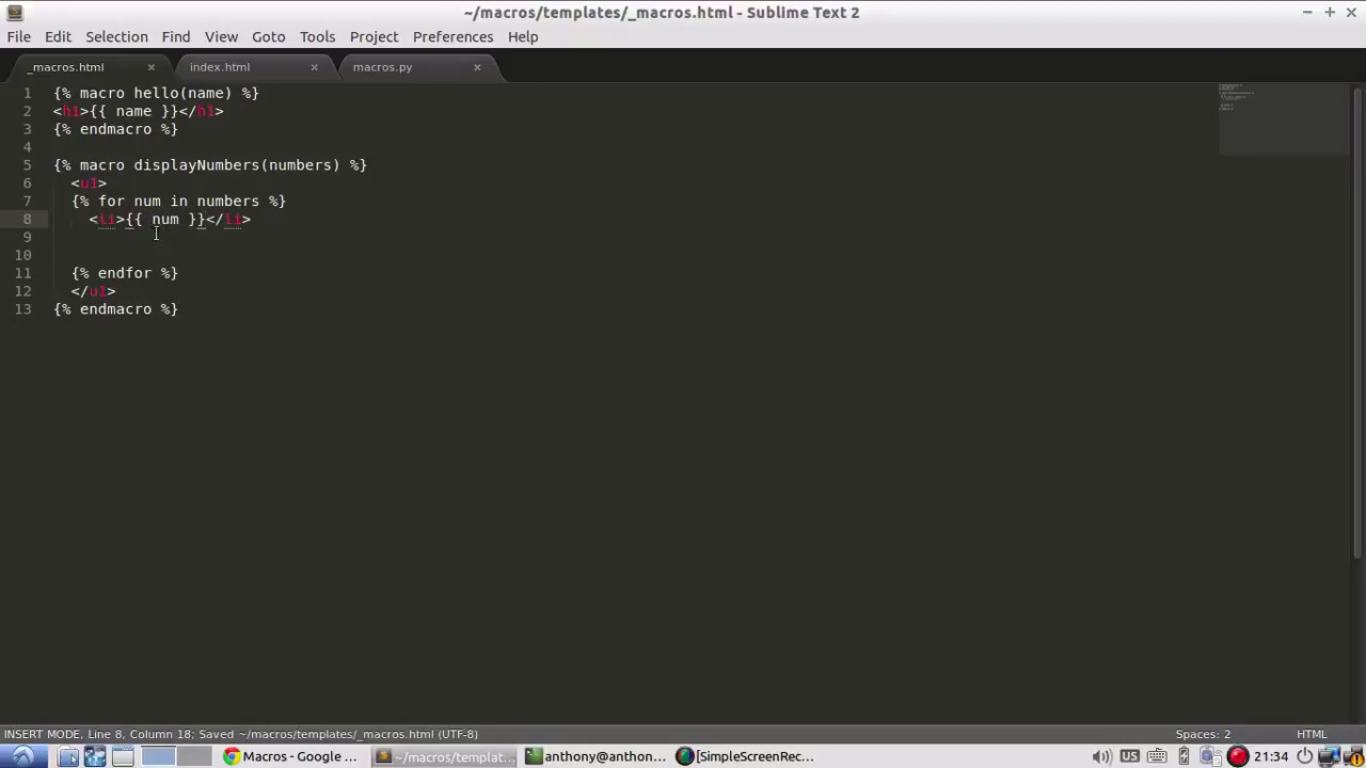 ~/macros/templates/_macros.html - Sublime Text 2
File Edit Selection Find View Goto Tools Project Preferences Help
_macros.html index.html macros.py
1 {% macro hello(name) %}
2 <h1>{{ name }}</h1>
3 {% endmacro %}
4
5 {% macro displayNumbers(numbers) %}
6 <ul>
7 {% for num in numbers %}
8 <li>{{ num }}</li>
9
10
11 {% endfor %}
12 </ul>
13 {% endmacro %}
INSERT MODE, Line 8, Column 18; Saved ~/macros/templates/_macros.html (UTF-8) Spaces: 2 HTML
Macros - Google ... ~/macros/templat... anthony@anthon... [SimpleScreenRec... US 21:34